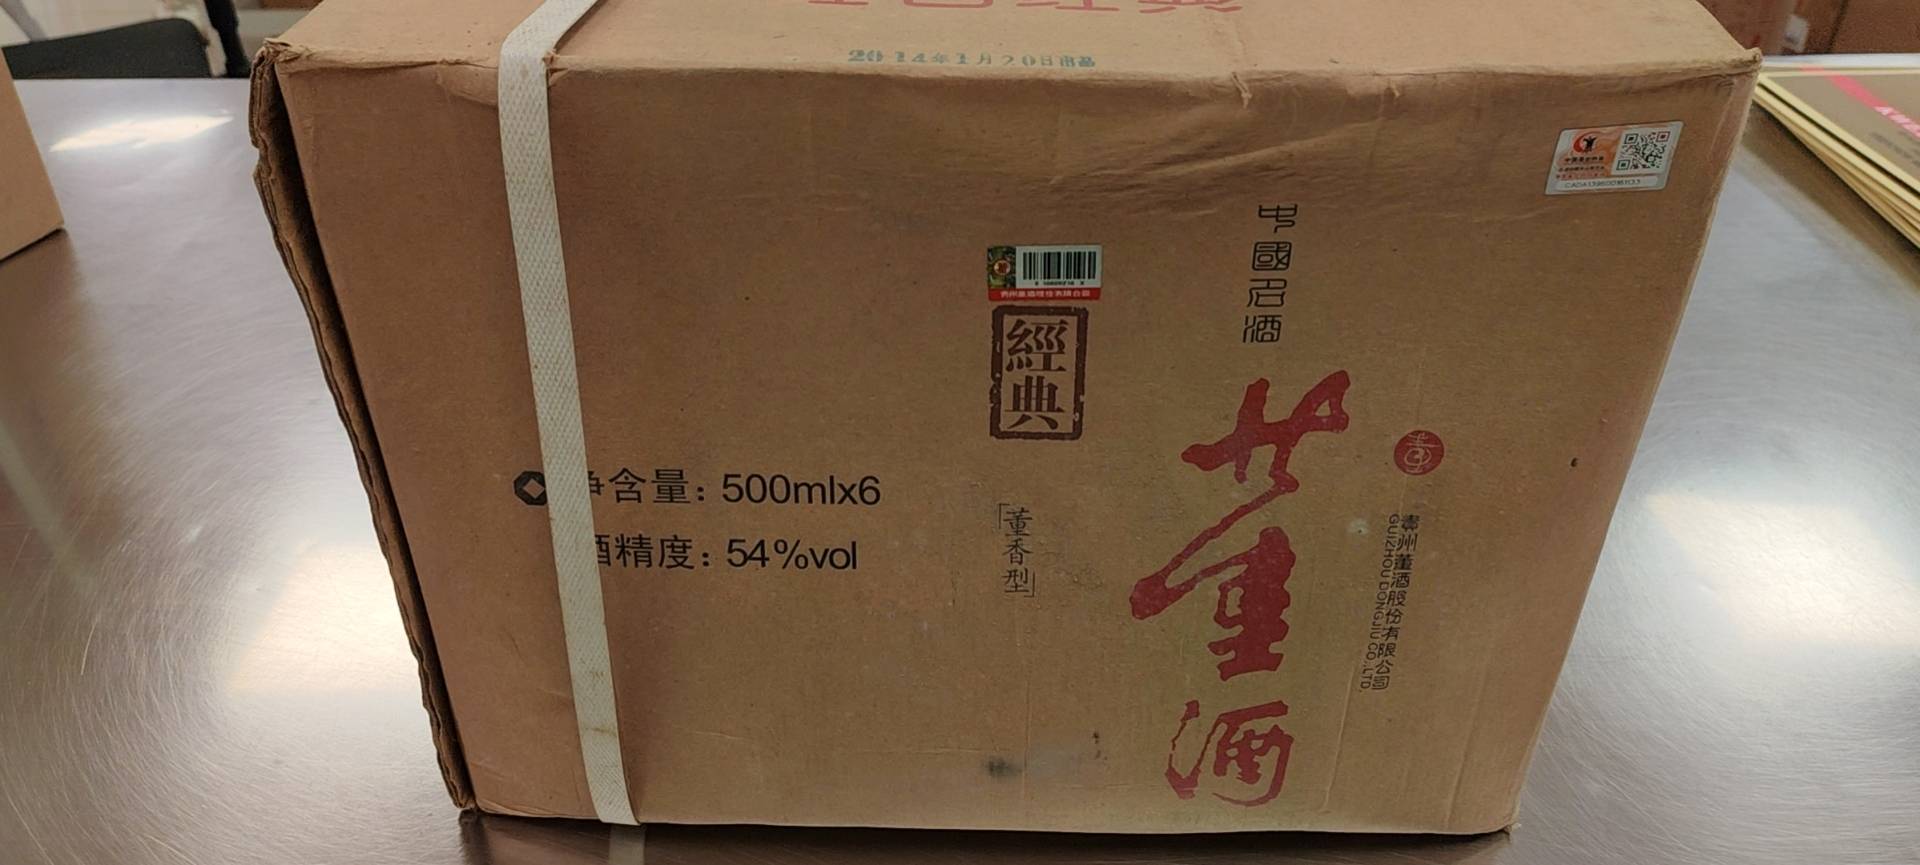 2014年1月20日出品
中國名酒
董酒
貴州董酒股份有限公司
GUIZHOU DONGJIU CO.,LTD.
經典
「董香型」
净含量：500mlx6
酒精度：54%vol